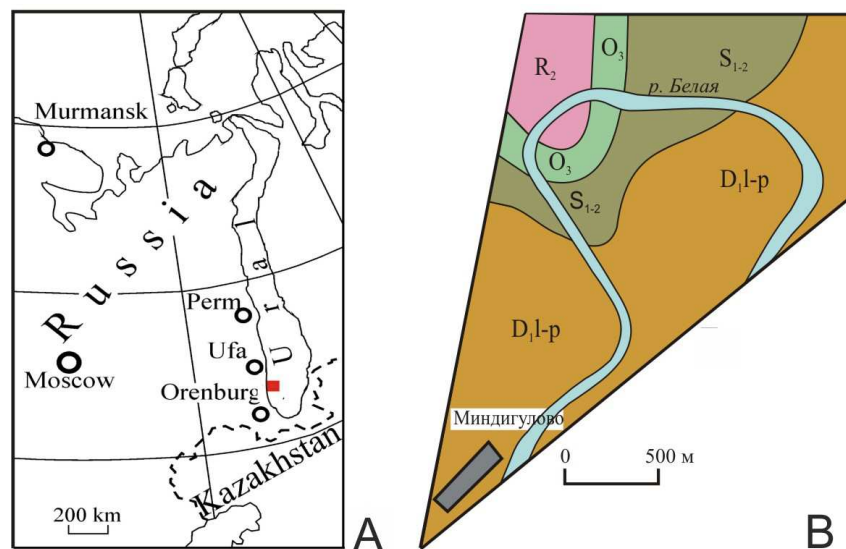 Murmansk
Russia
Ural
Perm
Ufa
Moscow
Orenburg
Kazakhstan
200 km
A
R₂
O₃
S₁₋₂
р. Белая
O₃
S₁₋₂
D₁l-p
D₁l-p
Миндигулово
0 500 м
B